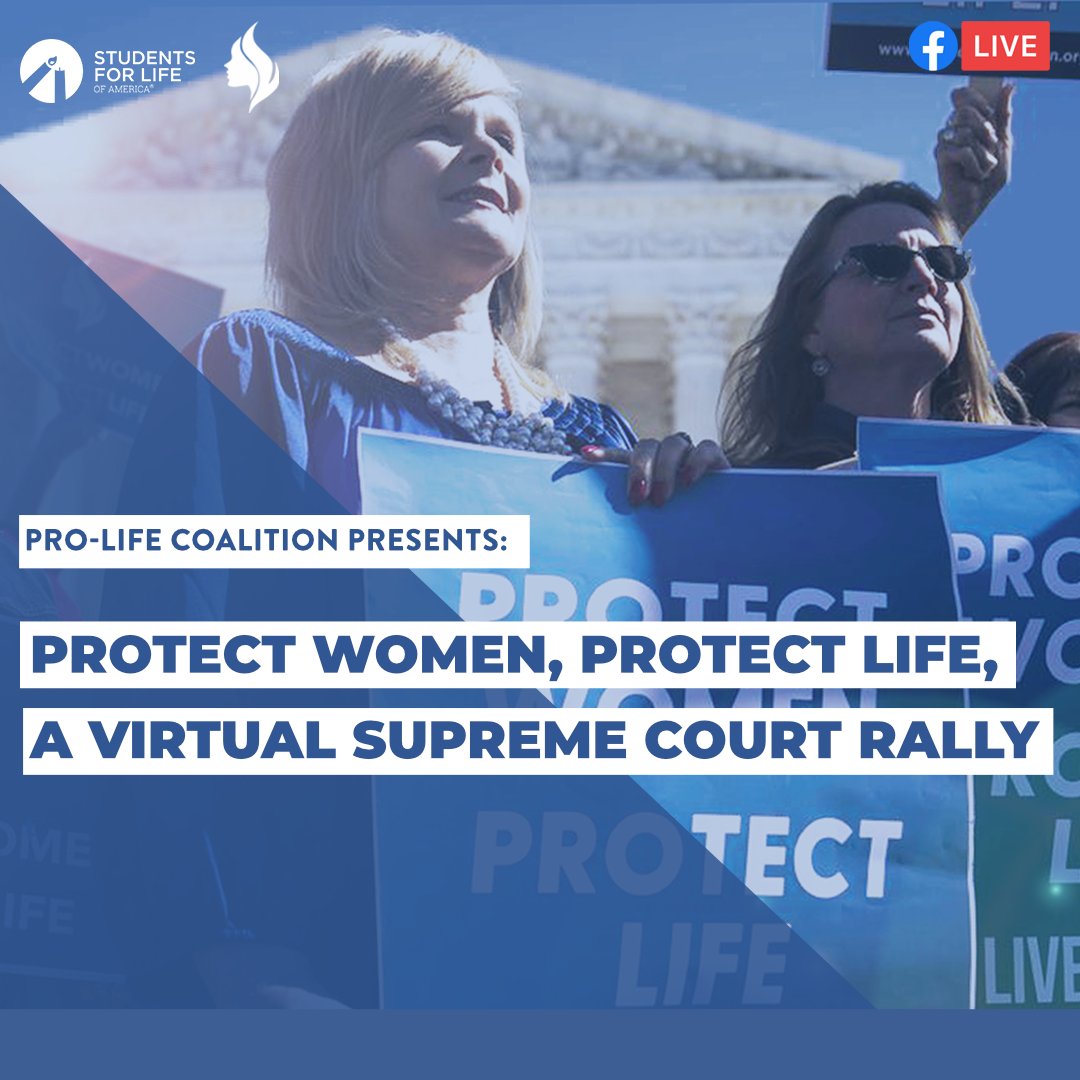 STUDENTS
FOR LIFE
OF AMERICA®
LIVE
PRO-LIFE COALITION PRESENTS:
PROTECT WOMEN, PROTECT LIFE,
A VIRTUAL SUPREME COURT RALLY
PROTECT
WOMEN
PROTECT
LIFE
LIVE